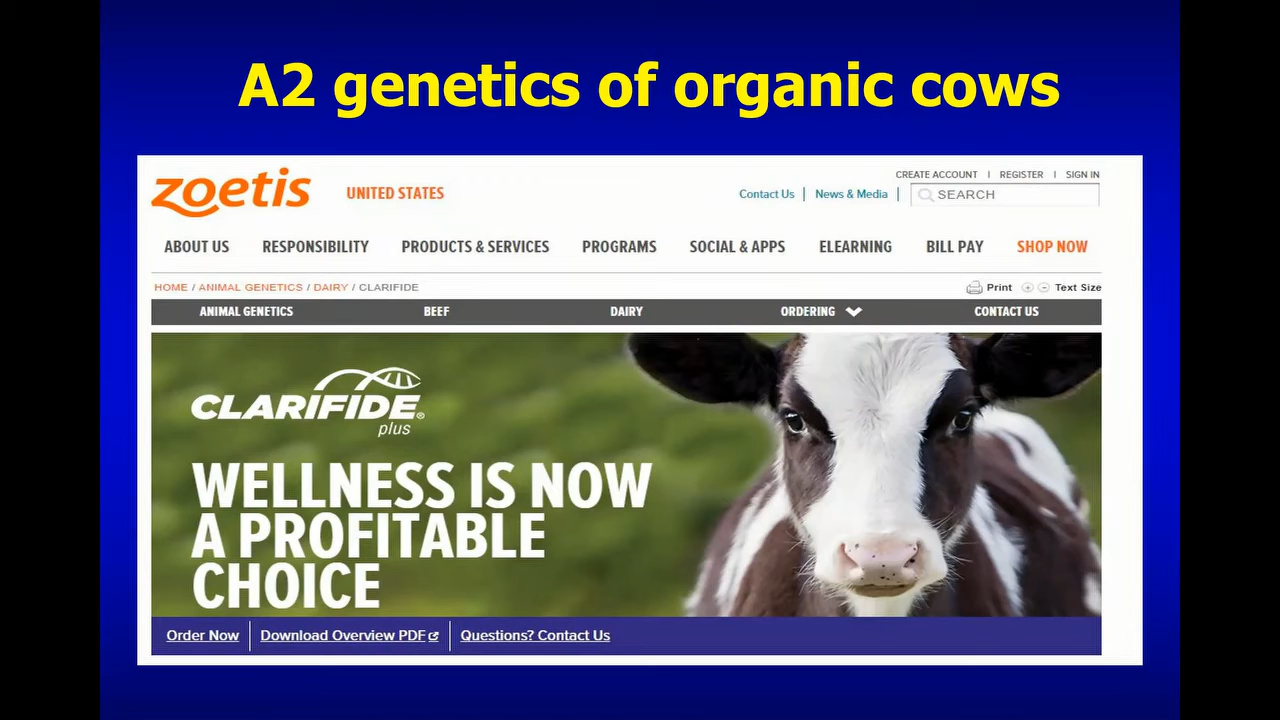 A2 genetics of organic cows
zoetis
UNITED STATES
CREATE ACCOUNT | REGISTER | SIGN IN
Contact Us | News & Media |
SEARCH
ABOUT US RESPONSIBILITY PRODUCTS & SERVICES PROGRAMS SOCIAL & APPS ELEARNING BILL PAY SHOP NOW
HOME / ANIMAL GENETICS / DAIRY / CLARIFIDE
Print + − Text Size
ANIMAL GENETICS BEEF DAIRY ORDERING CONTACT US
CLARIFIDE®
plus
WELLNESS IS NOW
A PROFITABLE
CHOICE
Order Now | Download Overview PDF | Questions? Contact Us